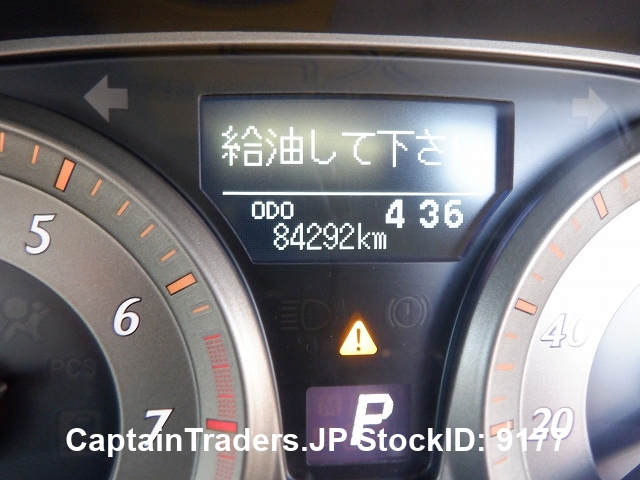 給油して下さい
ODO 4 36
84292km
5
6
7
PCS
P
40
20
CaptainTraders.JP StockID: 9177